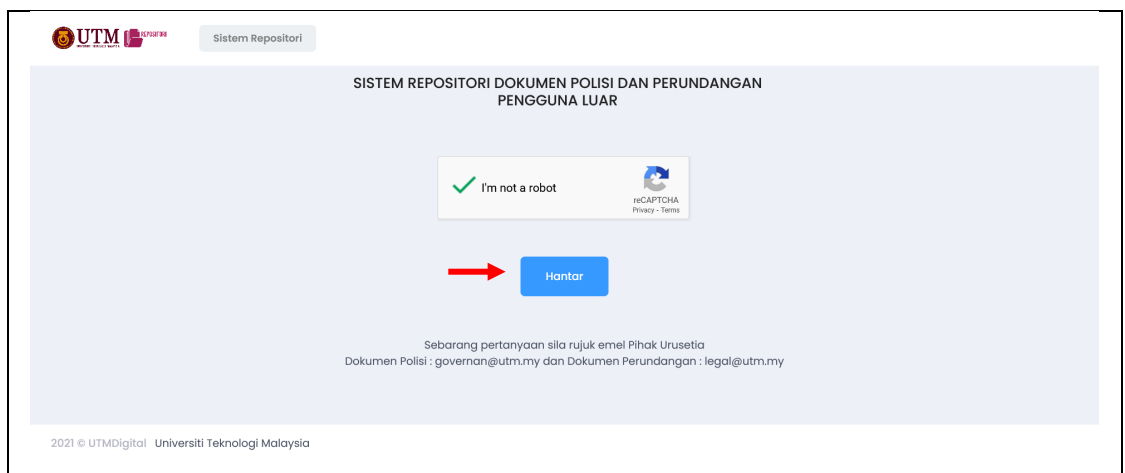 UTM REPOSITORI
Sistem Repositori
SISTEM REPOSITORI DOKUMEN POLISI DAN PERUNDANGAN
PENGGUNA LUAR
I'm not a robot
reCAPTCHA
Privacy - Terms
Hantar
Sebarang pertanyaan sila rujuk emel Pihak Urusetia
Dokumen Polisi : governan@utm.my dan Dokumen Perundangan : legal@utm.my
2021 © UTMDigital Universiti Teknologi Malaysia